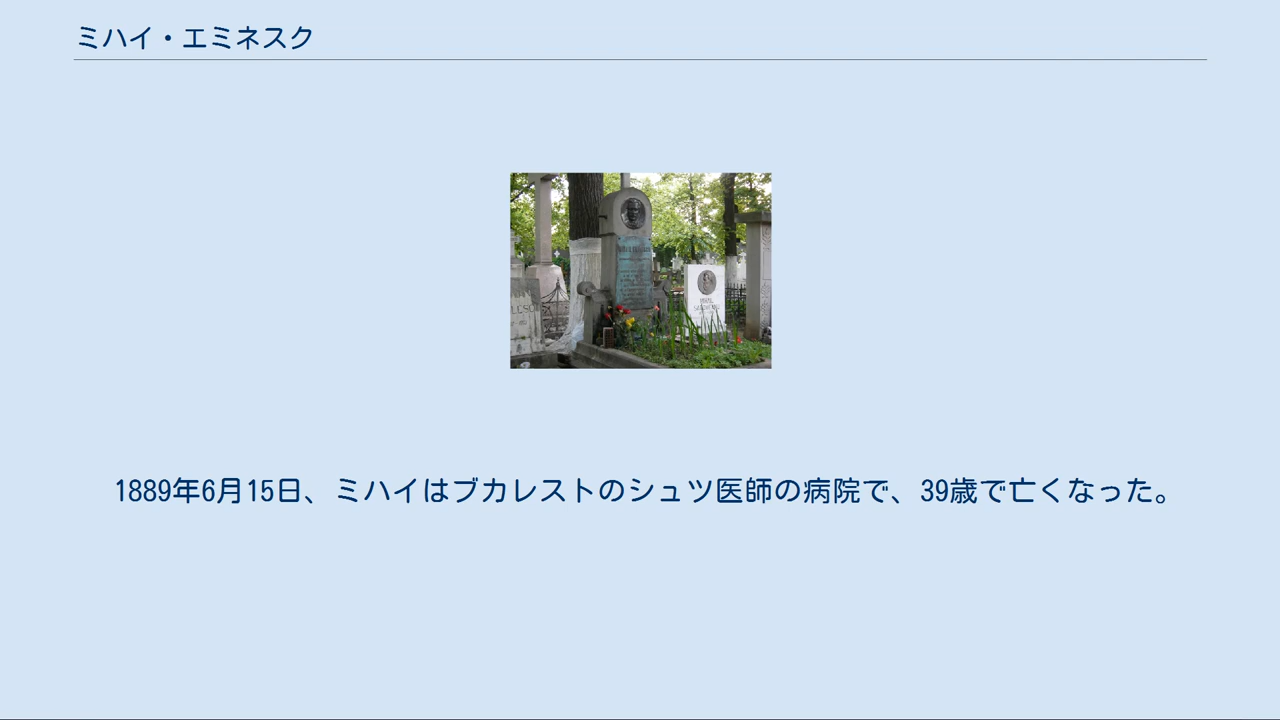 ミハイ・エミネスク
1889年6月15日、ミハイはブカレストのシュツ医師の病院で、39歳で亡くなった。